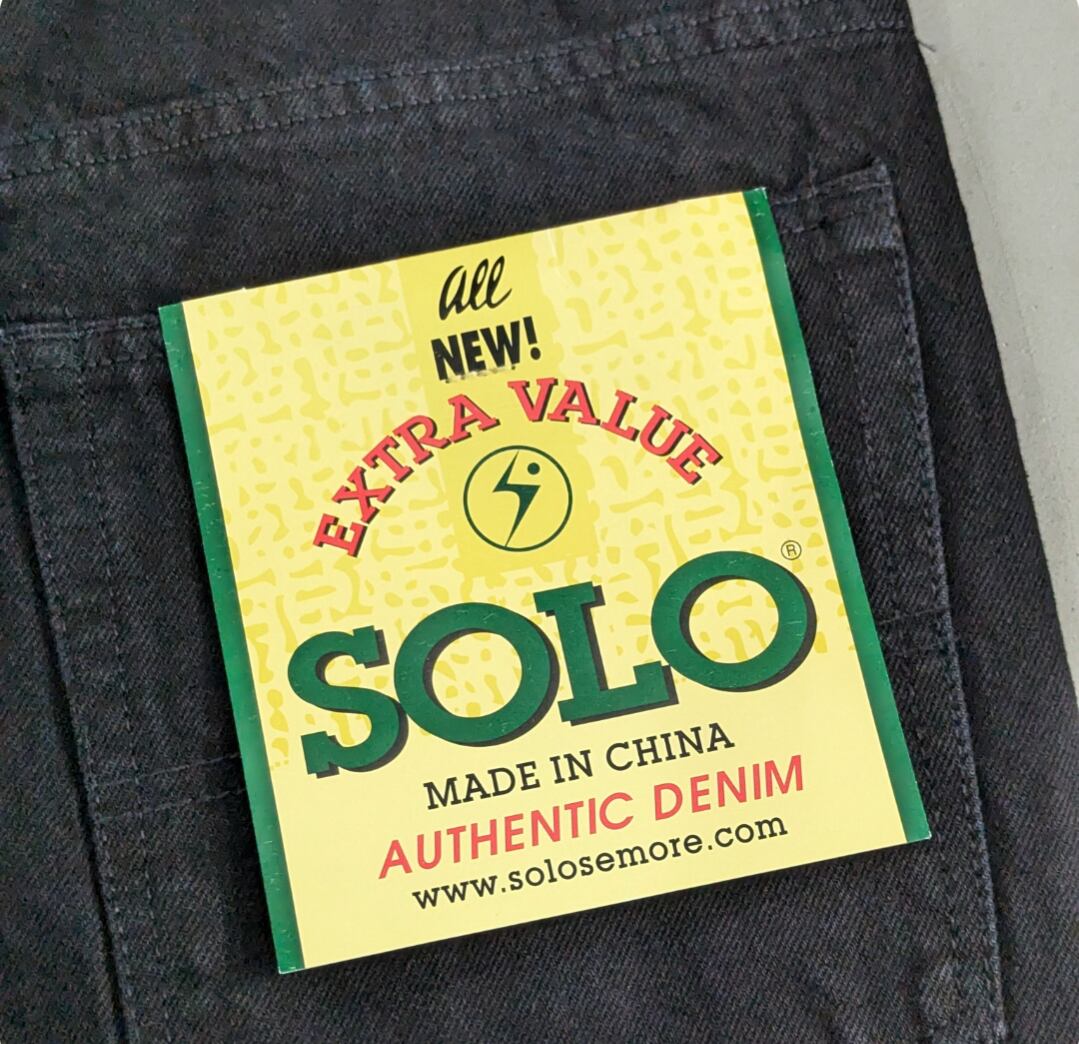 all
NEW!
EXTRA VALUE
SOLO®
MADE IN CHINA
AUTHENTIC DENIM
www.solosemore.com